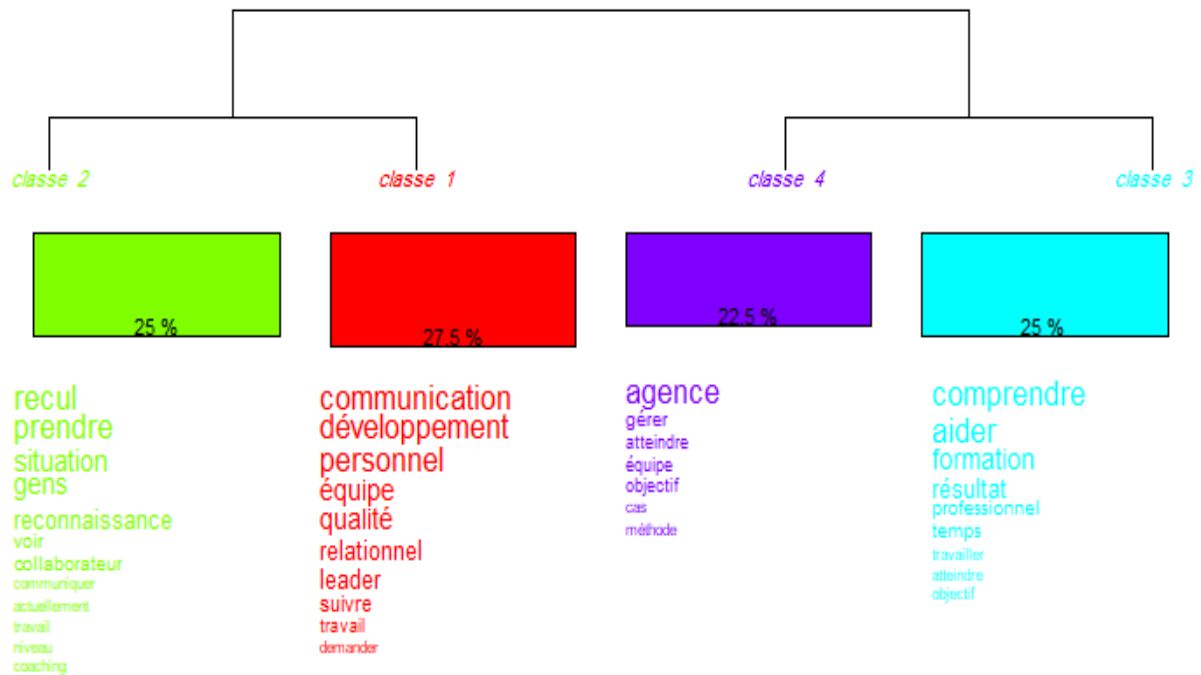 classe 2
classe 1
classe 4
classe 3
25 %
27.5 %
22.5 %
25 %
recul
prendre
situation
gens
reconnaissance
voir
collaborateur
communiquer
actuellement
travail
niveau
coaching
communication
développement
personnel
équipe
qualité
relationnel
leader
suivre
travail
demander
agence
gérer
atteindre
équipe
objectif
cas
méthode
comprendre
aider
formation
résultat
professionnel
temps
travailler
atteindre
objectif